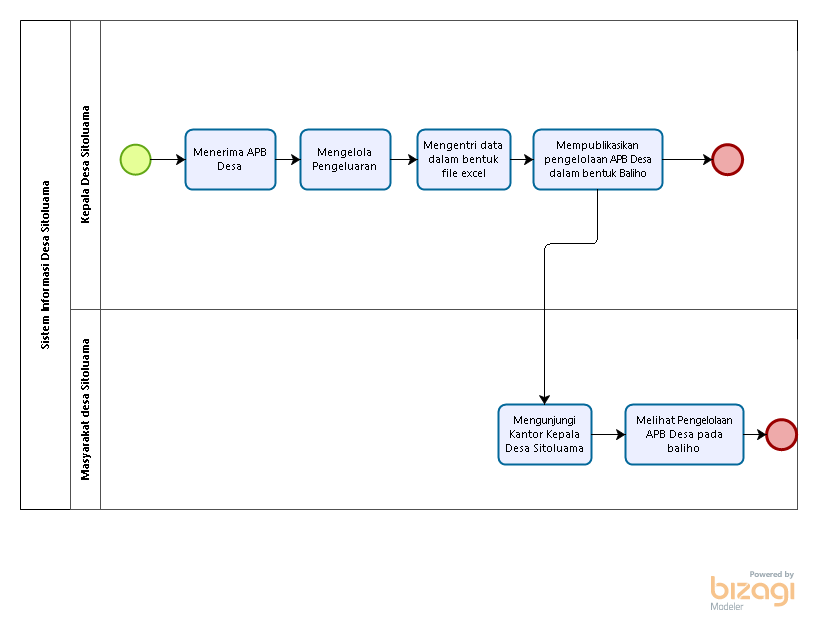 Sistem Informasi Desa Sitoluama
Kepala Desa Sitoluama
Menerima APB
Desa
Mengelola
Pengeluaran
Mengentri data
dalam bentuk
file excel
Mempublikasikan
pengelolaan APB Desa
dalam bentuk Baliho
Masyarakat desa Sitoluama
Mengunjungi
Kantor Kepala
Desa Sitoluama
Melihat Pengelolaan
APB Desa pada
baliho
Powered by
bizagi
Modeler